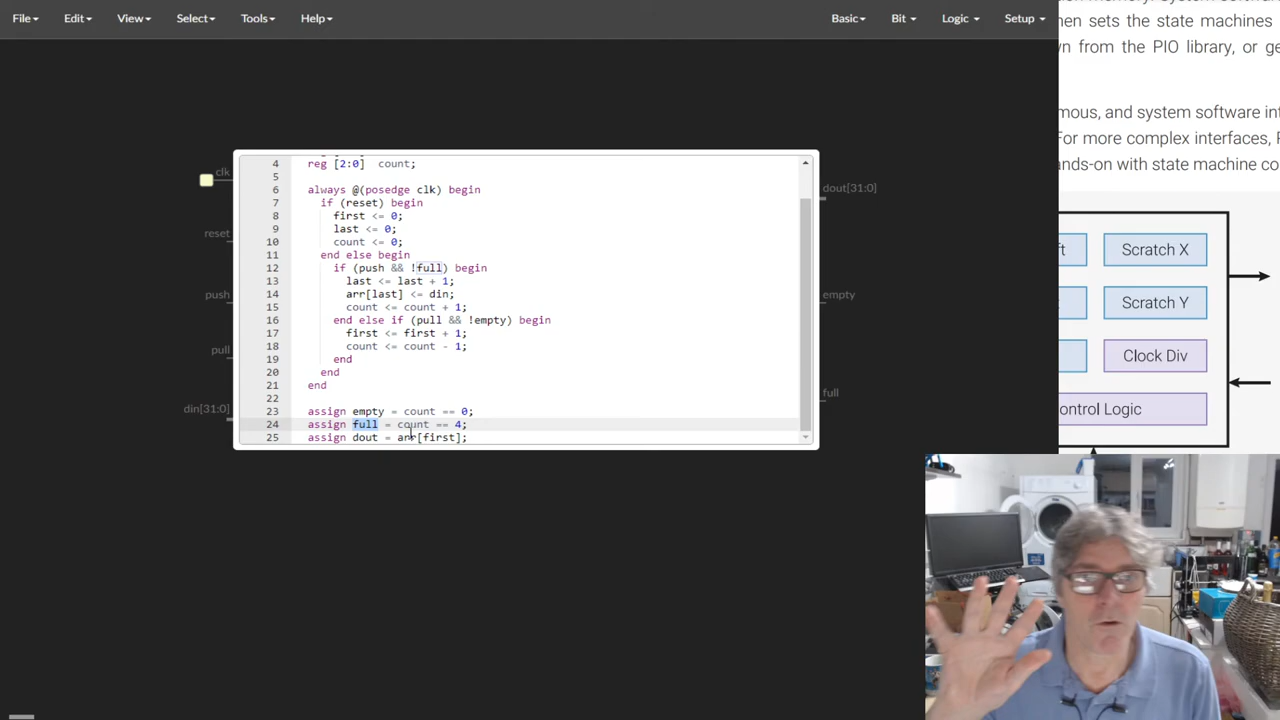 File Edit View Select Tools Help Basic Bit Logic Setup
hen sets the state machines
n from the PIO library, or ge
mous, and system software int
For more complex interfaces, P
ands-on with state machine co
clk
reset
push
pull
din[31:0]
4 reg [2:0] count;
5
6 always @(posedge clk) begin
7 if (reset) begin
8 first <= 0;
9 last <= 0;
10 count <= 0;
11 end else begin
12 if (push && !full) begin
13 last <= last + 1;
14 arr[last] <= din;
15 count <= count + 1;
16 end else if (pull && !empty) begin
17 first <= first + 1;
18 count <= count - 1;
19 end
20 end
21 end
22
23 assign empty = count == 0;
24 assign full = count == 4;
25 assign dout = arr[first];
dout[31:0]
empty
full
ft
Scratch X
Scratch Y
Clock Div
ontrol Logic